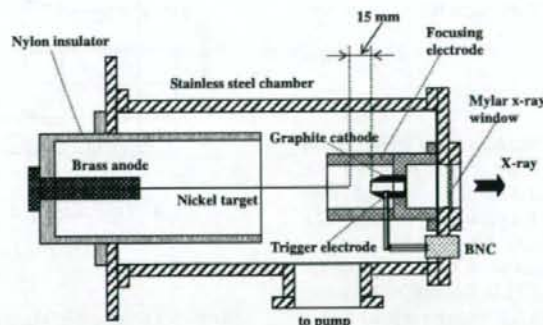 15 mm
Nylon insulator
Focusing
electrode
Stainless steel chamber
Mylar x-ray
window
Graphite cathode
Brass anode
X-ray
Nickel target
Trigger electrode
BNC
to pump